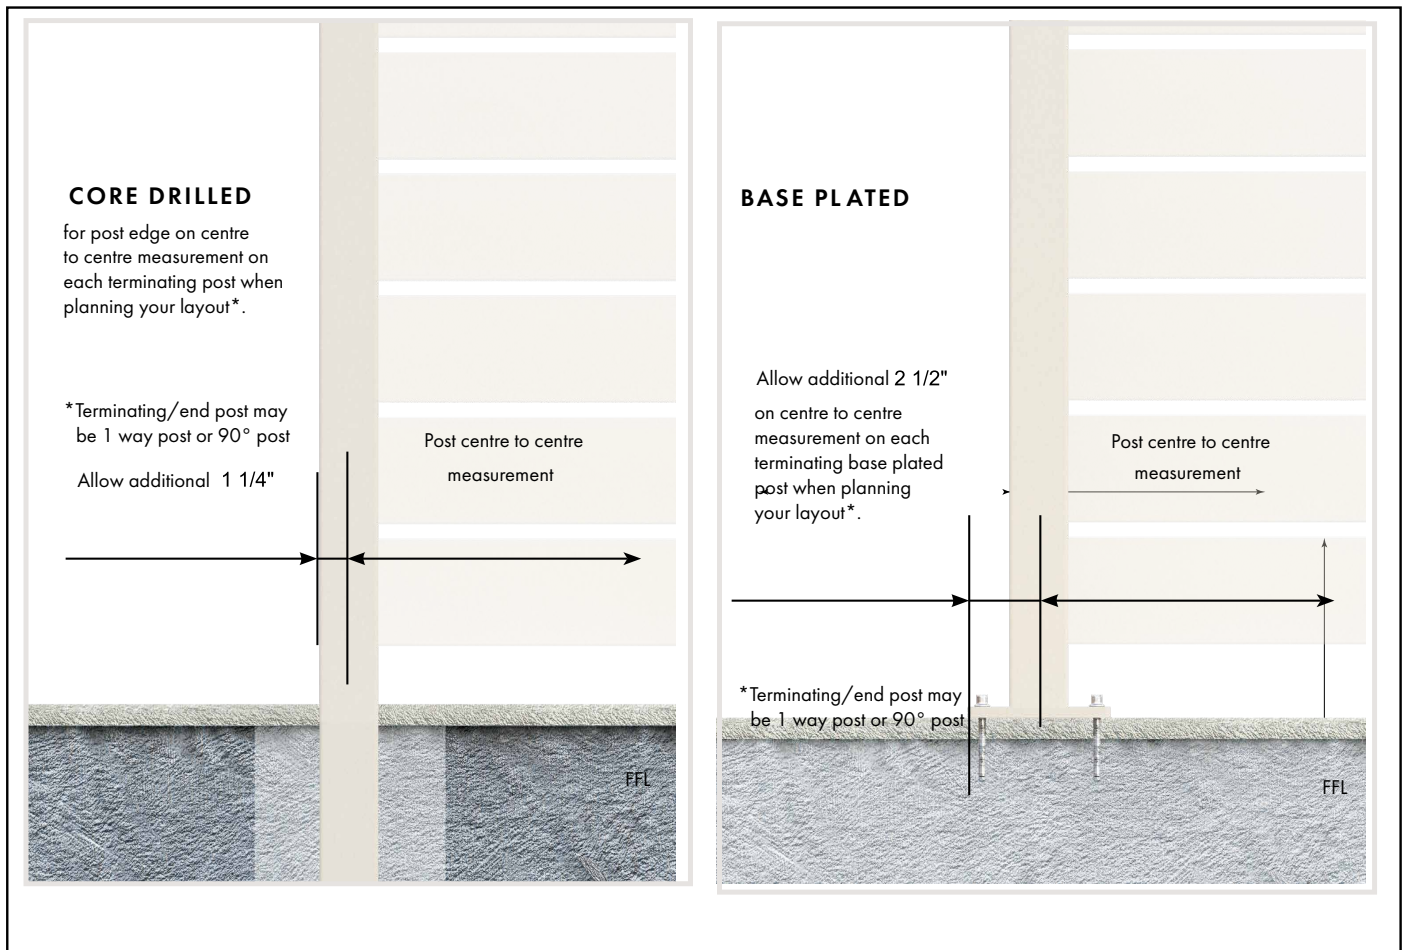 CORE DRILLED
for post edge on centre
to centre measurement on
each terminating post when
planning your layout*.
*Terminating/end post may
be 1 way post or 90° post
Allow additional 1 1/4"
Post centre to centre
measurement
FFL
BASE PLATED
Allow additional 2 1/2"
on centre to centre
measurement on each
terminating base plated
post when planning
your layout*.
Post centre to centre
measurement
*Terminating/end post may
be 1 way post or 90° post
FFL